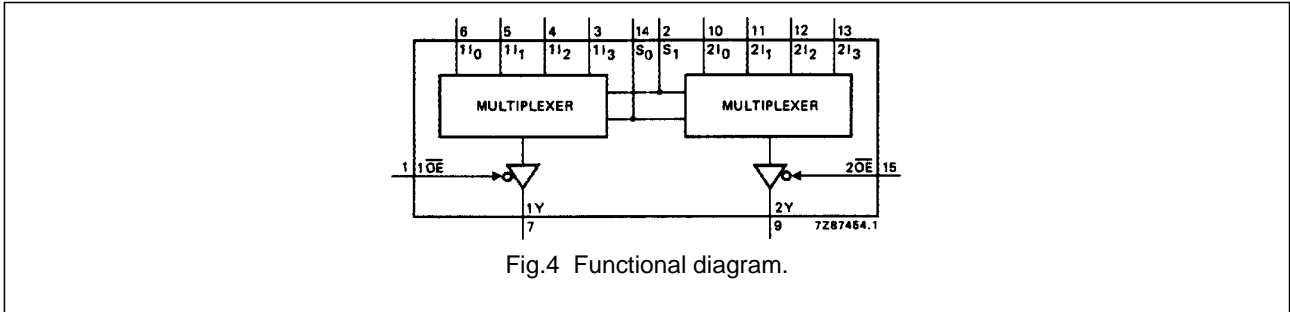 6 5 4 3 14 2 10 11 12 13
1I0 1I1 1I2 1I3 S0 S1 2I0 2I1 2I2 2I3
MULTIPLEXER MULTIPLEXER
1 1OE 2OE 15
1Y 2Y
7 9 7Z87464.1
Fig.4 Functional diagram.